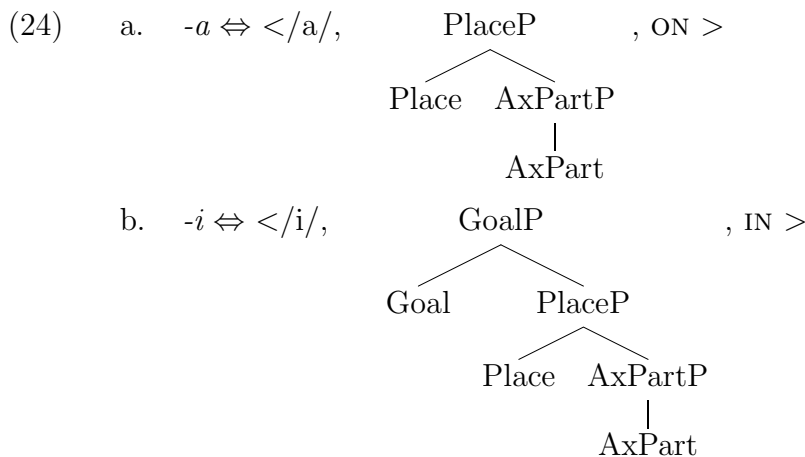 (24) a. -a ⇔ </a/, PlaceP , ON >
Place AxPartP
AxPart
b. -i ⇔ </i/, GoalP , IN >
Goal PlaceP
Place AxPartP
AxPart